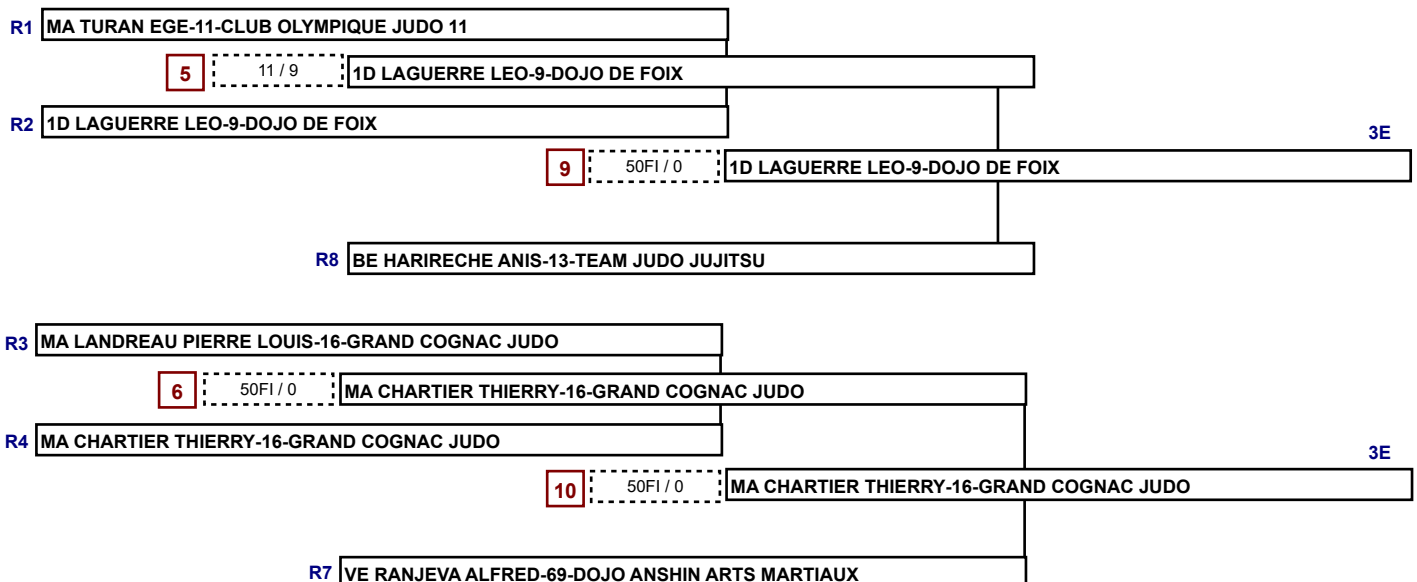 R1 MA TURAN EGE-11-CLUB OLYMPIQUE JUDO 11
5 11 / 9 1D LAGUERRE LEO-9-DOJO DE FOIX
R2 1D LAGUERRE LEO-9-DOJO DE FOIX
3E
9 50FI / 0 1D LAGUERRE LEO-9-DOJO DE FOIX
R8 BE HARIRECHE ANIS-13-TEAM JUDO JUJITSU
R3 MA LANDREAU PIERRE LOUIS-16-GRAND COGNAC JUDO
6 50FI / 0 MA CHARTIER THIERRY-16-GRAND COGNAC JUDO
R4 MA CHARTIER THIERRY-16-GRAND COGNAC JUDO
3E
10 50FI / 0 MA CHARTIER THIERRY-16-GRAND COGNAC JUDO
R7 VE RANJEVA ALFRED-69-DOJO ANSHIN ARTS MARTIAUX